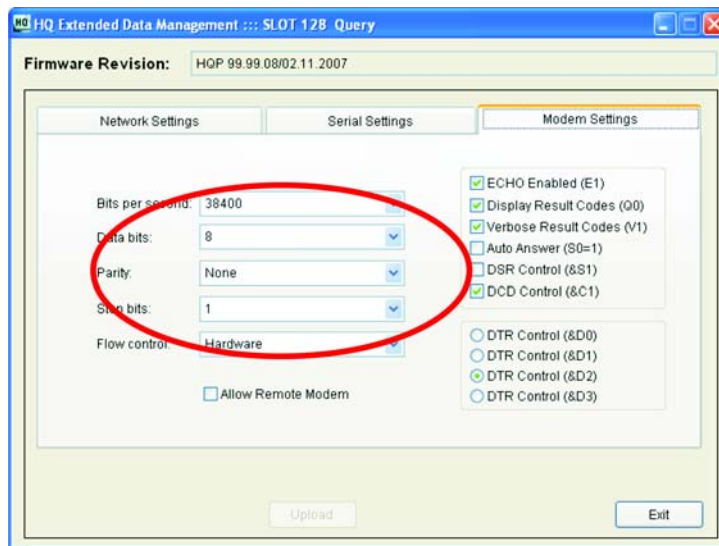 HQ HQ Extended Data Management ::: SLOT 128 Query
Firmware Revision: HQP 99.99.08/02.11.2007
Network Settings Serial Settings Modem Settings
Bits per second: 38400
Data bits: 8
Parity: None
Stop bits: 1
Flow control: Hardware
Allow Remote Modem
ECHO Enabled (E1)
Display Result Codes (Q0)
Verbose Result Codes (V1)
Auto Answer (S0=1)
DSR Control (&S1)
DCD Control (&C1)
DTR Control (&D0)
DTR Control (&D1)
DTR Control (&D2)
DTR Control (&D3)
Upload Exit